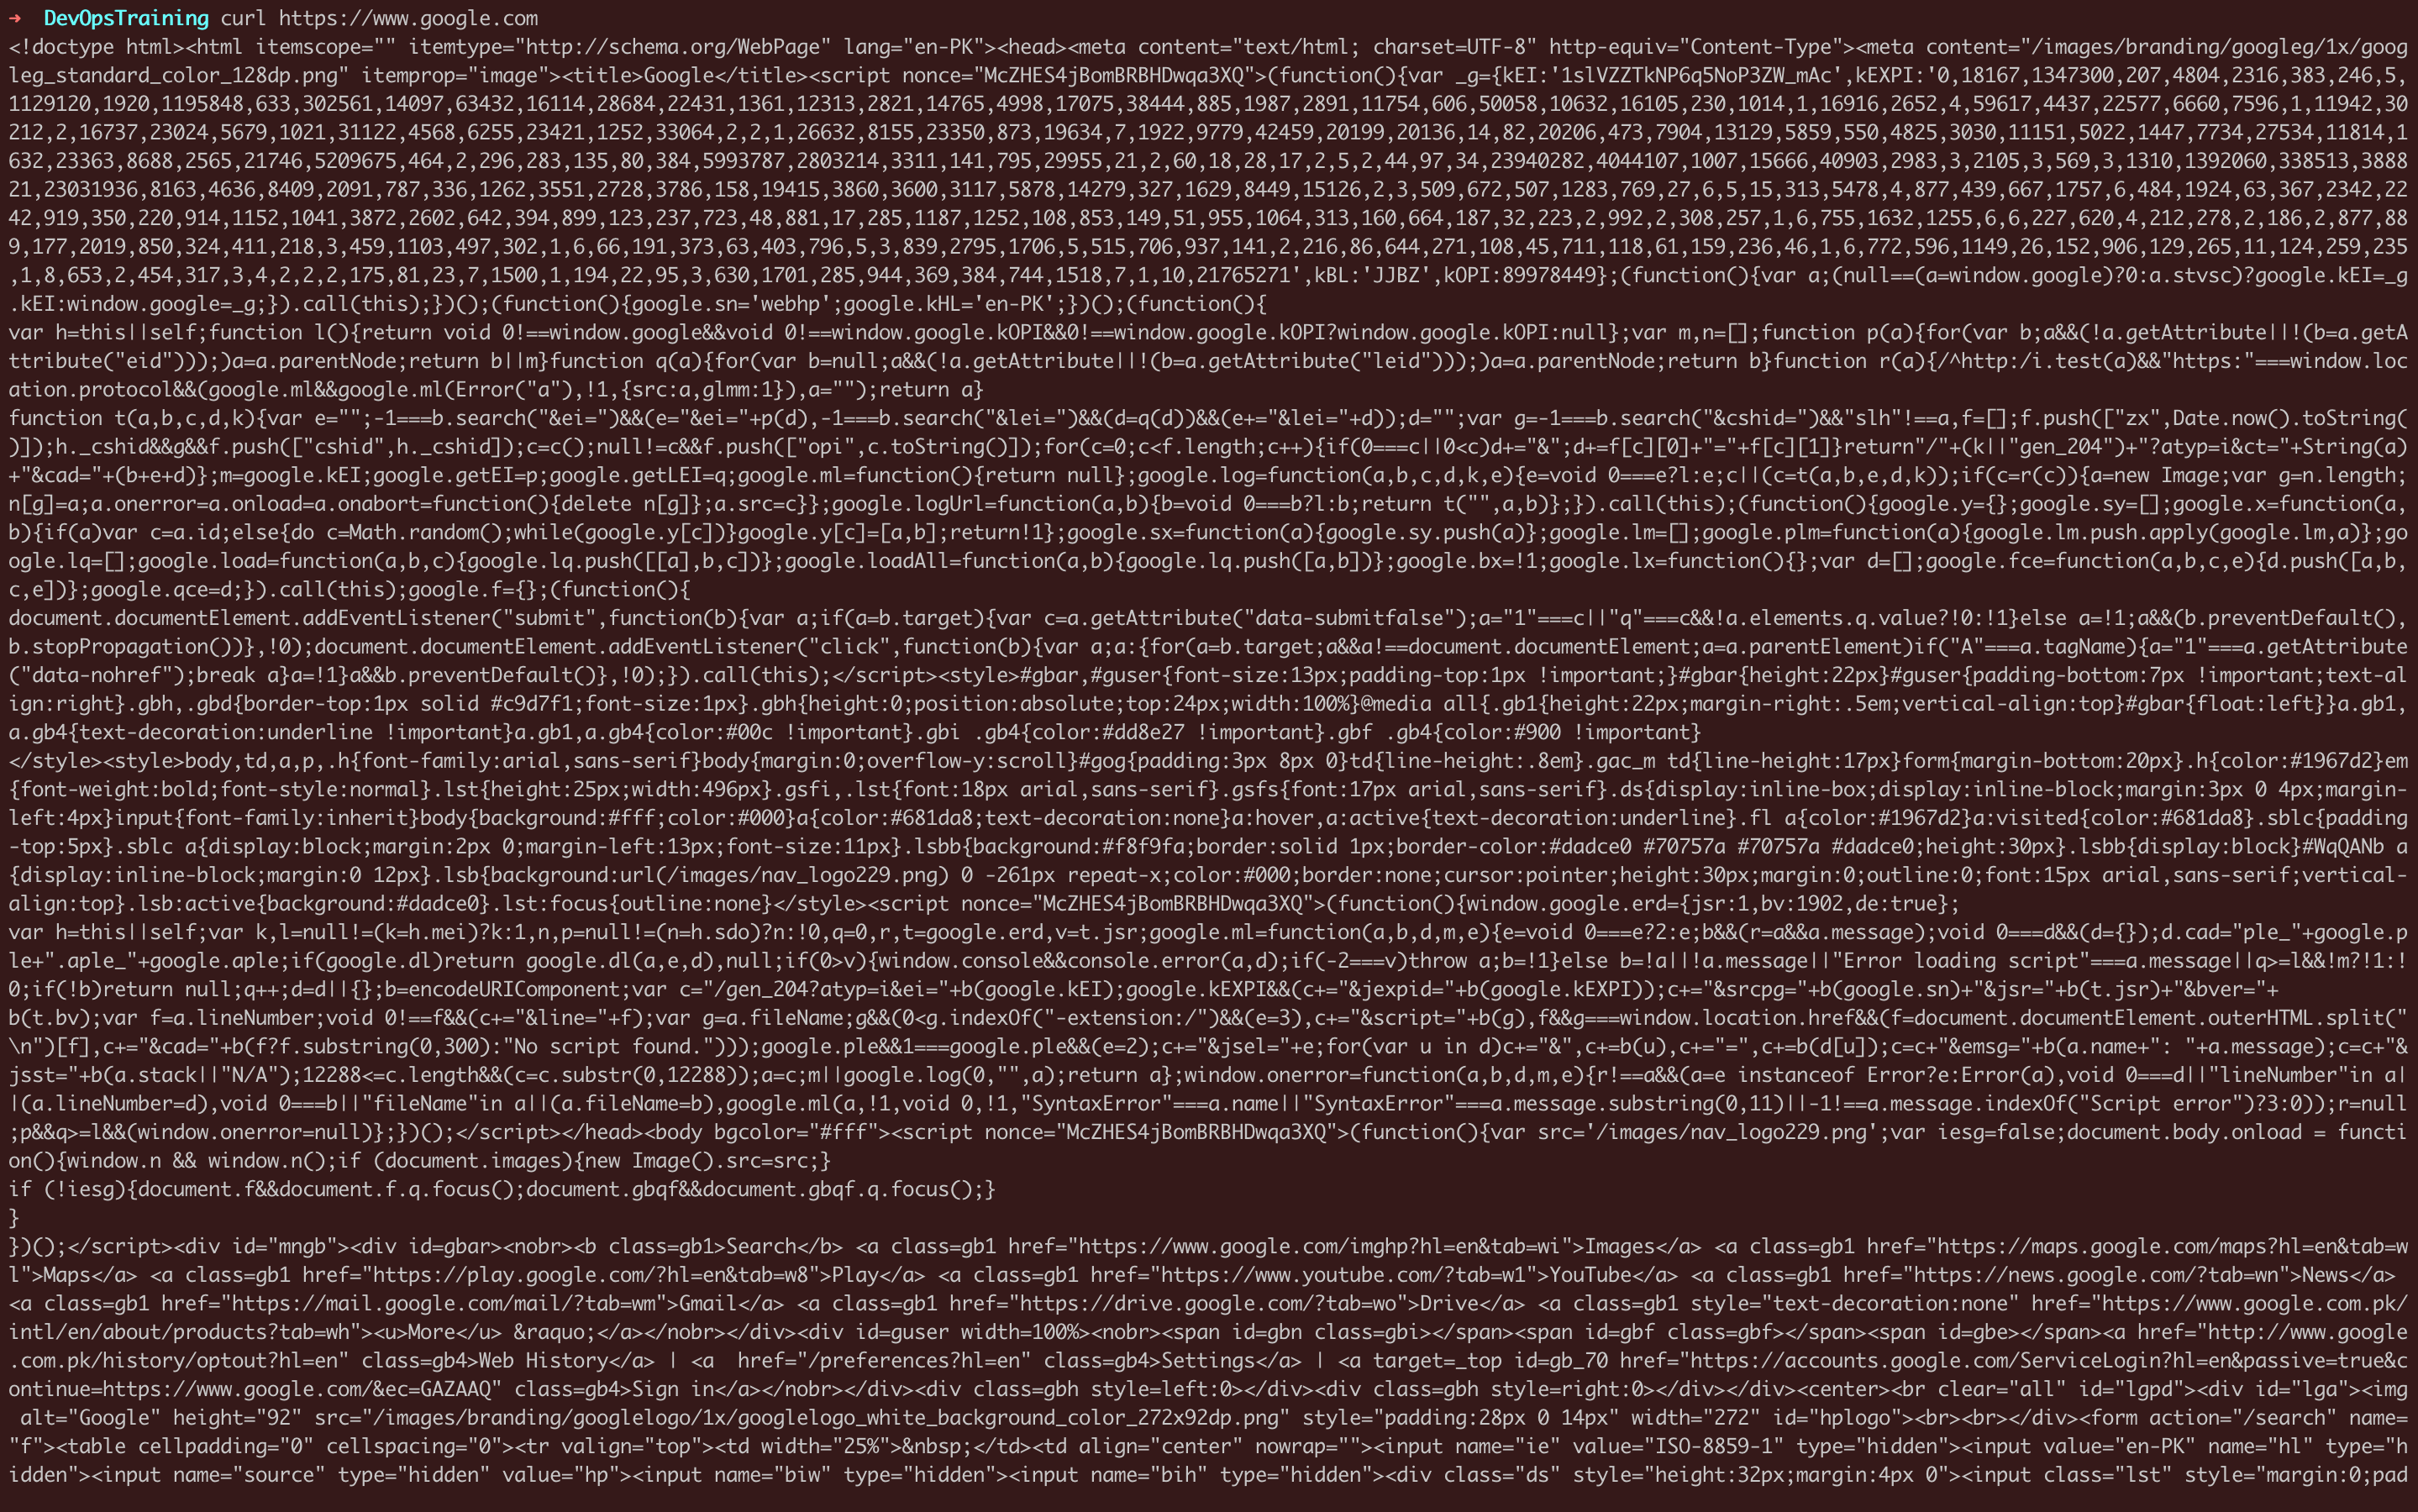 ➜  DevOpsTraining curl https://www.google.com
<!doctype html><html itemscope="" itemtype="http://schema.org/WebPage" lang="en-PK"><head><meta content="text/html; charset=UTF-8" http-equiv="Content-Type"><meta content="/images/branding/googleg/1x/goog
leg_standard_color_128dp.png" itemprop="image"><title>Google</title><script nonce="McZHES4jBomBRBHDwqa3XQ">(function(){var _g={kEI:'1slVZZTkNP6q5NoP3ZW_mAc',kEXPI:'0,18167,1347300,207,4804,2316,383,246,5,
1129120,1920,1195848,633,302561,14097,63432,16114,28684,22431,1361,12313,2821,14765,4998,17075,38444,885,1987,2891,11754,606,50058,10632,16105,230,1014,1,16916,2652,4,59617,4437,22577,6660,7596,1,11942,30
212,2,16737,23024,5679,1021,31122,4568,6255,23421,1252,33064,2,2,1,26632,8155,23350,873,19634,7,1922,9779,42459,20199,20136,14,82,20206,473,7904,13129,5859,550,4825,3030,11151,5022,1447,7734,27534,11814,1
632,23363,8688,2565,21746,5209675,464,2,296,283,135,80,384,5993787,2803214,3311,141,795,29955,21,2,60,18,28,17,2,5,2,44,97,34,23940282,4044107,1007,15666,40903,2983,3,2105,3,569,3,1310,1392060,338513,3888
21,23031936,8163,4636,8409,2091,787,336,1262,3551,2728,3786,158,19415,3860,3600,3117,5878,14279,327,1629,8449,15126,2,3,509,672,507,1283,769,27,6,5,15,313,5478,4,877,439,667,1757,6,484,1924,63,367,2342,22
42,919,350,220,914,1152,1041,3872,2602,642,394,899,123,237,723,48,881,17,285,1187,1252,108,853,149,51,955,1064,313,160,664,187,32,223,2,992,2,308,257,1,6,755,1632,1255,6,6,227,620,4,212,278,2,186,2,877,88
9,177,2019,850,324,411,218,3,459,1103,497,302,1,6,66,191,373,63,403,796,5,3,839,2795,1706,5,515,706,937,141,2,216,86,644,271,108,45,711,118,61,159,236,46,1,6,772,596,1149,26,152,906,129,265,11,124,259,235
,1,8,653,2,454,317,3,4,2,2,2,175,81,23,7,1500,1,194,22,95,3,630,1701,285,944,369,384,744,1518,7,1,10,21765271',kBL:'JJBZ',kOPI:89978449};(function(){var a;(null==(a=window.google)?0:a.stvsc)?google.kEI=_g
.kEI:window.google=_g;}).call(this);})();(function(){google.sn='webhp';google.kHL='en-PK';})();(function(){
var h=this||self;function l(){return void 0!==window.google&&void 0!==window.google.kOPI&&0!==window.google.kOPI?window.google.kOPI:null};var m,n=[];function p(a){for(var b;a&&(!a.getAttribute||!(b=a.getA
ttribute("eid")));)a=a.parentNode;return b||m}function q(a){for(var b=null;a&&(!a.getAttribute||!(b=a.getAttribute("leid")));)a=a.parentNode;return b}function r(a){/^http:/i.test(a)&&"https:"===window.loc
ation.protocol&&(google.ml&&google.ml(Error("a"),!1,{src:a,glmm:1}),a="");return a}
function t(a,b,c,d,k){var e="";-1===b.search("&ei=")&&(e="&ei="+p(d),-1===b.search("&lei=")&&(d=q(d))&&(e+="&lei="+d));d="";var g=-1===b.search("&cshid=")&&"slh"!==a,f=[];f.push(["zx",Date.now().toString(
)]);h._cshid&&g&&f.push(["cshid",h._cshid]);c=c();null!=c&&f.push(["opi",c.toString()]);for(c=0;c<f.length;c++){if(0===c||0<c)d+="&";d+=f[c][0]+"="+f[c][1]}return"/"+(k||"gen_204")+"?atyp=i&ct="+String(a)
+"&cad="+(b+e+d)};m=google.kEI;google.getEI=p;google.getLEI=q;google.ml=function(){return null};google.log=function(a,b,c,d,k,e){e=void 0===e?l:e;c||(c=t(a,b,e,d,k));if(c=r(c)){a=new Image;var g=n.length;
n[g]=a;a.onerror=a.onload=a.onabort=function(){delete n[g]};a.src=c}};google.logUrl=function(a,b){b=void 0===b?l:b;return t("",a,b)};}).call(this);(function(){google.y={};google.sy=[];google.x=function(a,
b){if(a)var c=a.id;else{do c=Math.random();while(google.y[c])}google.y[c]=[a,b];return!1};google.sx=function(a){google.sy.push(a)};google.lm=[];google.plm=function(a){google.lm.push.apply(google.lm,a)};go
ogle.lq=[];google.load=function(a,b,c){google.lq.push([[a],b,c])};google.loadAll=function(a,b){google.lq.push([a,b])};google.bx=!1;google.lx=function(){};var d=[];google.fce=function(a,b,c,e){d.push([a,b,
c,e])};google.qce=d;}).call(this);google.f={};(function(){
document.documentElement.addEventListener("submit",function(b){var a;if(a=b.target){var c=a.getAttribute("data-submitfalse");a="1"===c||"q"===c&&!a.elements.q.value?!0:!1}else a=!1;a&&(b.preventDefault(),
b.stopPropagation())},!0);document.documentElement.addEventListener("click",function(b){var a;a:{for(a=b.target;a&&a!==document.documentElement;a=a.parentElement)if("A"===a.tagName){a="1"===a.getAttribute
("data-nohref");break a}a=!1}a&&b.preventDefault()},!0);}).call(this);</script><style>#gbar,#guser{font-size:13px;padding-top:1px !important;}#gbar{height:22px}#guser{padding-bottom:7px !important;text-al
ign:right}.gbh,.gbd{border-top:1px solid #c9d7f1;font-size:1px}.gbh{height:0;position:absolute;top:24px;width:100%}@media all{.gb1{height:22px;margin-right:.5em;vertical-align:top}#gbar{float:left}}a.gb1,
a.gb4{text-decoration:underline !important}a.gb1,a.gb4{color:#00c !important}.gbi .gb4{color:#dd8e27 !important}.gbf .gb4{color:#900 !important}
</style><style>body,td,a,p,.h{font-family:arial,sans-serif}body{margin:0;overflow-y:scroll}#gog{padding:3px 8px 0}td{line-height:.8em}.gac_m td{line-height:17px}form{margin-bottom:20px}.h{color:#1967d2}em
{font-weight:bold;font-style:normal}.lst{height:25px;width:496px}.gsfi,.lst{font:18px arial,sans-serif}.gsfs{font:17px arial,sans-serif}.ds{display:inline-box;display:inline-block;margin:3px 0 4px;margin-
left:4px}input{font-family:inherit}body{background:#fff;color:#000}a{color:#681da8;text-decoration:none}a:hover,a:active{text-decoration:underline}.fl a{color:#1967d2}a:visited{color:#681da8}.sblc{padding
-top:5px}.sblc a{display:block;margin:2px 0;margin-left:13px;font-size:11px}.lsbb{background:#f8f9fa;border:solid 1px;border-color:#dadce0 #70757a #70757a #dadce0;height:30px}.lsbb{display:block}#WqQANb a
{display:inline-block;margin:0 12px}.lsb{background:url(/images/nav_logo229.png) 0 -261px repeat-x;color:#000;border:none;cursor:pointer;height:30px;margin:0;outline:0;font:15px arial,sans-serif;vertical-
align:top}.lsb:active{background:#dadce0}.lst:focus{outline:none}</style><script nonce="McZHES4jBomBRBHDwqa3XQ">(function(){window.google.erd={jsr:1,bv:1902,de:true};
var h=this||self;var k,l=null!=(k=h.mei)?k:1,n,p=null!=(n=h.sdo)?n:!0,q=0,r,t=google.erd,v=t.jsr;google.ml=function(a,b,d,m,e){e=void 0===e?2:e;b&&(r=a&&a.message);void 0===d&&(d={});d.cad="ple_"+google.p
le+".aple_"+google.aple;if(google.dl)return google.dl(a,e,d),null;if(0>v){window.console&&console.error(a,d);if(-2===v)throw a;b=!1}else b=!a||!a.message||"Error loading script"===a.message||q>=l&&!m?!1:!
0;if(!b)return null;q++;d=d||{};b=encodeURIComponent;var c="/gen_204?atyp=i&ei="+b(google.kEI);google.kEXPI&&(c+="&jexpid="+b(google.kEXPI));c+="&srcpg="+b(google.sn)+"&jsr="+b(t.jsr)+"&bver="+
b(t.bv);var f=a.lineNumber;void 0!==f&&(c+="&line="+f);var g=a.fileName;g&&(0<g.indexOf("-extension:/")&&(e=3),c+="&script="+b(g),f&&g===window.location.href&&(f=document.documentElement.outerHTML.split("
\n")[f],c+="&cad="+b(f?f.substring(0,300):"No script found.")));google.ple&&1===google.ple&&(e=2);c+="&jsel="+e;for(var u in d)c+="&",c+=b(u),c+="=",c+=b(d[u]);c=c+"&emsg="+b(a.name+": "+a.message);c=c+"&
jsst="+b(a.stack||"N/A");12288<=c.length&&(c=c.substr(0,12288));a=c;m||google.log(0,"",a);return a};window.onerror=function(a,b,d,m,e){r!==a&&(a=e instanceof Error?e:Error(a),void 0===d||"lineNumber"in a|
|(a.lineNumber=d),void 0===b||"fileName"in a||(a.fileName=b),google.ml(a,!1,void 0,!1,"SyntaxError"===a.name||"SyntaxError"===a.message.substring(0,11)||-1!==a.message.indexOf("Script error")?3:0));r=null
;p&&q>=l&&(window.onerror=null)};})();</script></head><body bgcolor="#fff"><script nonce="McZHES4jBomBRBHDwqa3XQ">(function(){var src='/images/nav_logo229.png';var iesg=false;document.body.onload = functi
on(){window.n && window.n();if (document.images){new Image().src=src;}
if (!iesg){document.f&&document.f.q.focus();document.gbqf&&document.gbqf.q.focus();}
}
})();</script><div id="mngb"><div id=gbar><nobr><b class=gb1>Search</b> <a class=gb1 href="https://www.google.com/imghp?hl=en&tab=wi">Images</a> <a class=gb1 href="https://maps.google.com/maps?hl=en&tab=w
l">Maps</a> <a class=gb1 href="https://play.google.com/?hl=en&tab=w8">Play</a> <a class=gb1 href="https://www.youtube.com/?tab=w1">YouTube</a> <a class=gb1 href="https://news.google.com/?tab=wn">News</a>
<a class=gb1 href="https://mail.google.com/mail/?tab=wm">Gmail</a> <a class=gb1 href="https://drive.google.com/?tab=wo">Drive</a> <a class=gb1 style="text-decoration:none" href="https://www.google.com.pk/
intl/en/about/products?tab=wh"><u>More</u> &raquo;</a></nobr></div><div id=guser width=100%><nobr><span id=gbn class=gbi></span><span id=gbf class=gbf></span><span id=gbe></span><a href="http://www.google
.com.pk/history/optout?hl=en" class=gb4>Web History</a> | <a  href="/preferences?hl=en" class=gb4>Settings</a> | <a target=_top id=gb_70 href="https://accounts.google.com/ServiceLogin?hl=en&passive=true&c
ontinue=https://www.google.com/&ec=GAZAAQ" class=gb4>Sign in</a></nobr></div><div class=gbh style=left:0></div><div class=gbh style=right:0></div></div><center><br clear="all" id="lgpd"><div id="lga"><img
 alt="Google" height="92" src="/images/branding/googlelogo/1x/googlelogo_white_background_color_272x92dp.png" style="padding:28px 0 14px" width="272" id="hplogo"><br><br></div><form action="/search" name=
"f"><table cellpadding="0" cellspacing="0"><tr valign="top"><td width="25%">&nbsp;</td><td align="center" nowrap=""><input name="ie" value="ISO-8859-1" type="hidden"><input value="en-PK" name="hl" type="h
idden"><input name="source" type="hidden" value="hp"><input name="biw" type="hidden"><input name="bih" type="hidden"><div class="ds" style="height:32px;margin:4px 0"><input class="lst" style="margin:0;pad